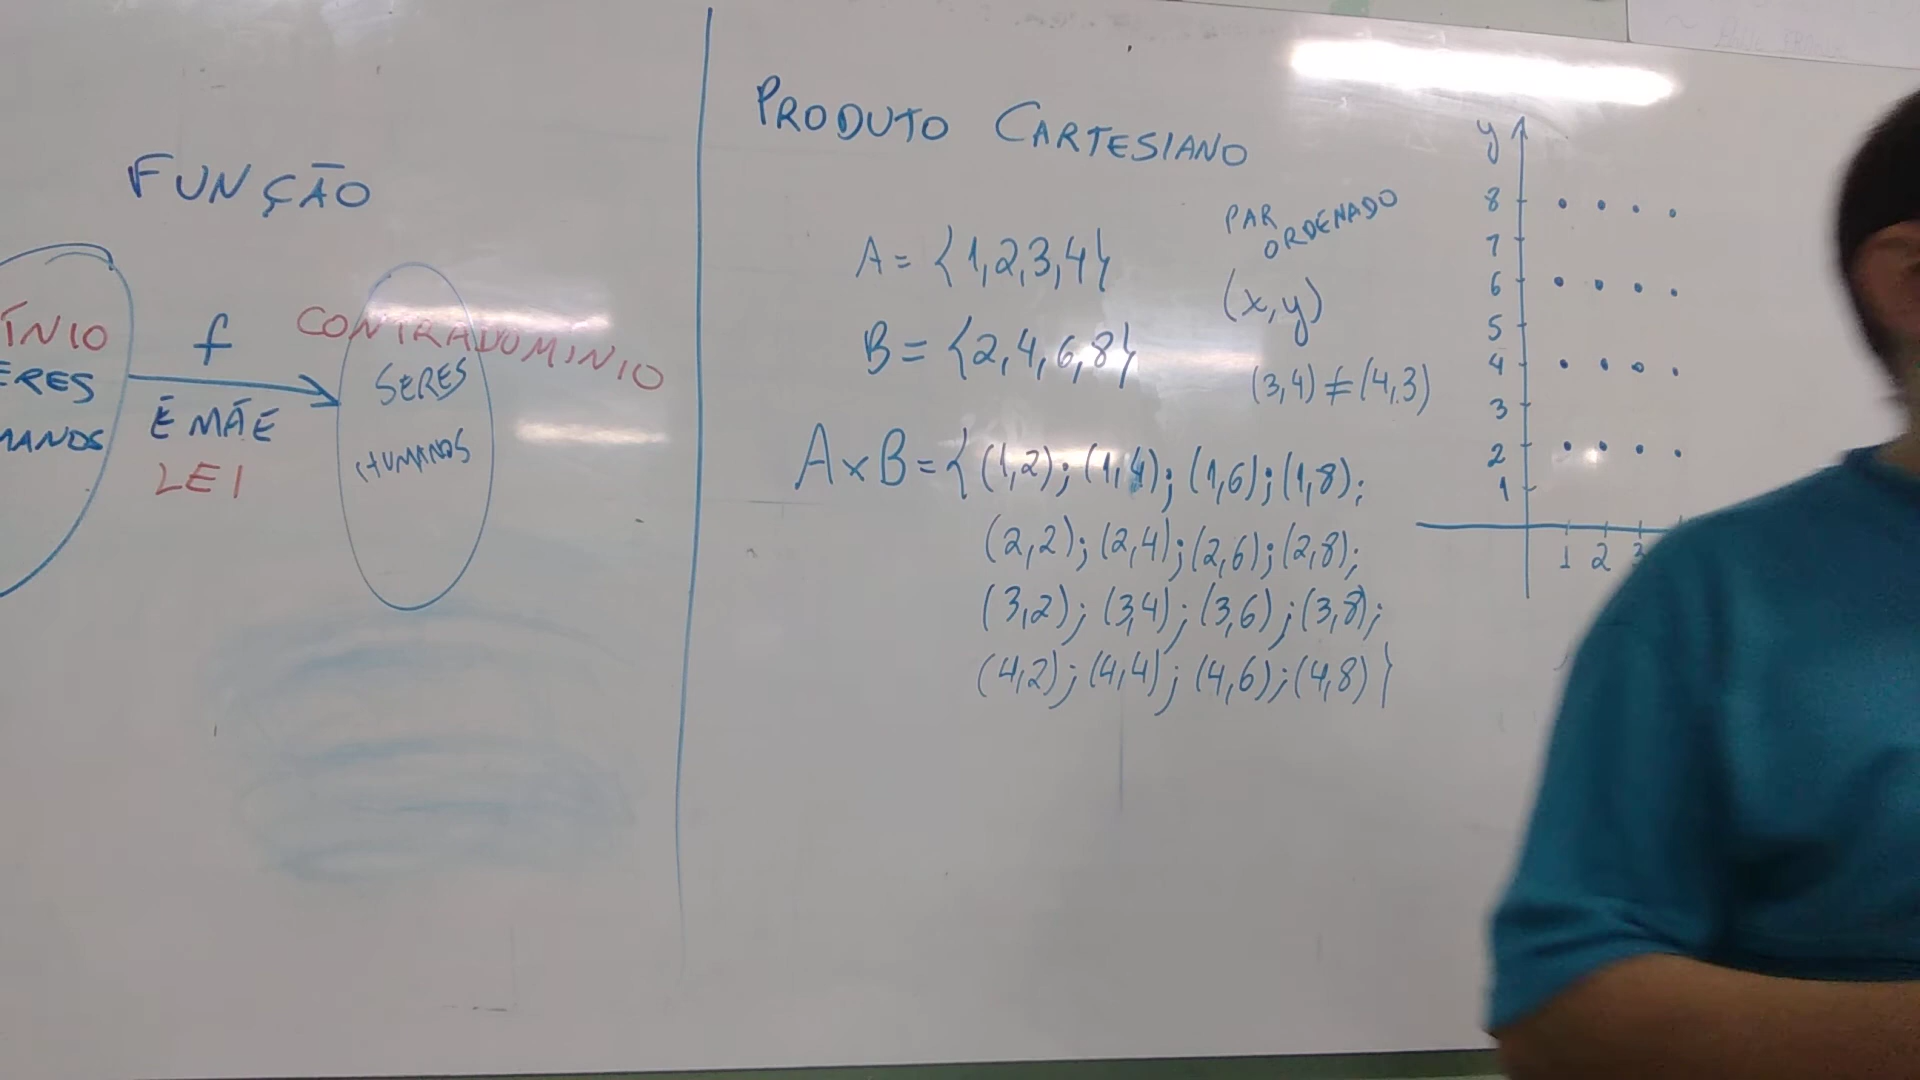 FUNÇÃO
ÍNIO
ERES
MANOS
f
É MÃE
LEI
CONTRADOMÍNIO
SERES
HUMANOS
PRODUTO CARTESIANO
A = {1,2,3,4}
B = {2,4,6,8}
PAR
ORDENADO
(x,y)
(3,4) ≠ (4,3)
A x B = {(1,2); (1,4); (1,6); (1,8);
(2,2); (2,4); (2,6); (2,8);
(3,2); (3,4); (3,6); (3,8);
(4,2); (4,4); (4,6); (4,8)}
y
8
7
6
5
4
3
2
1
1 2 3